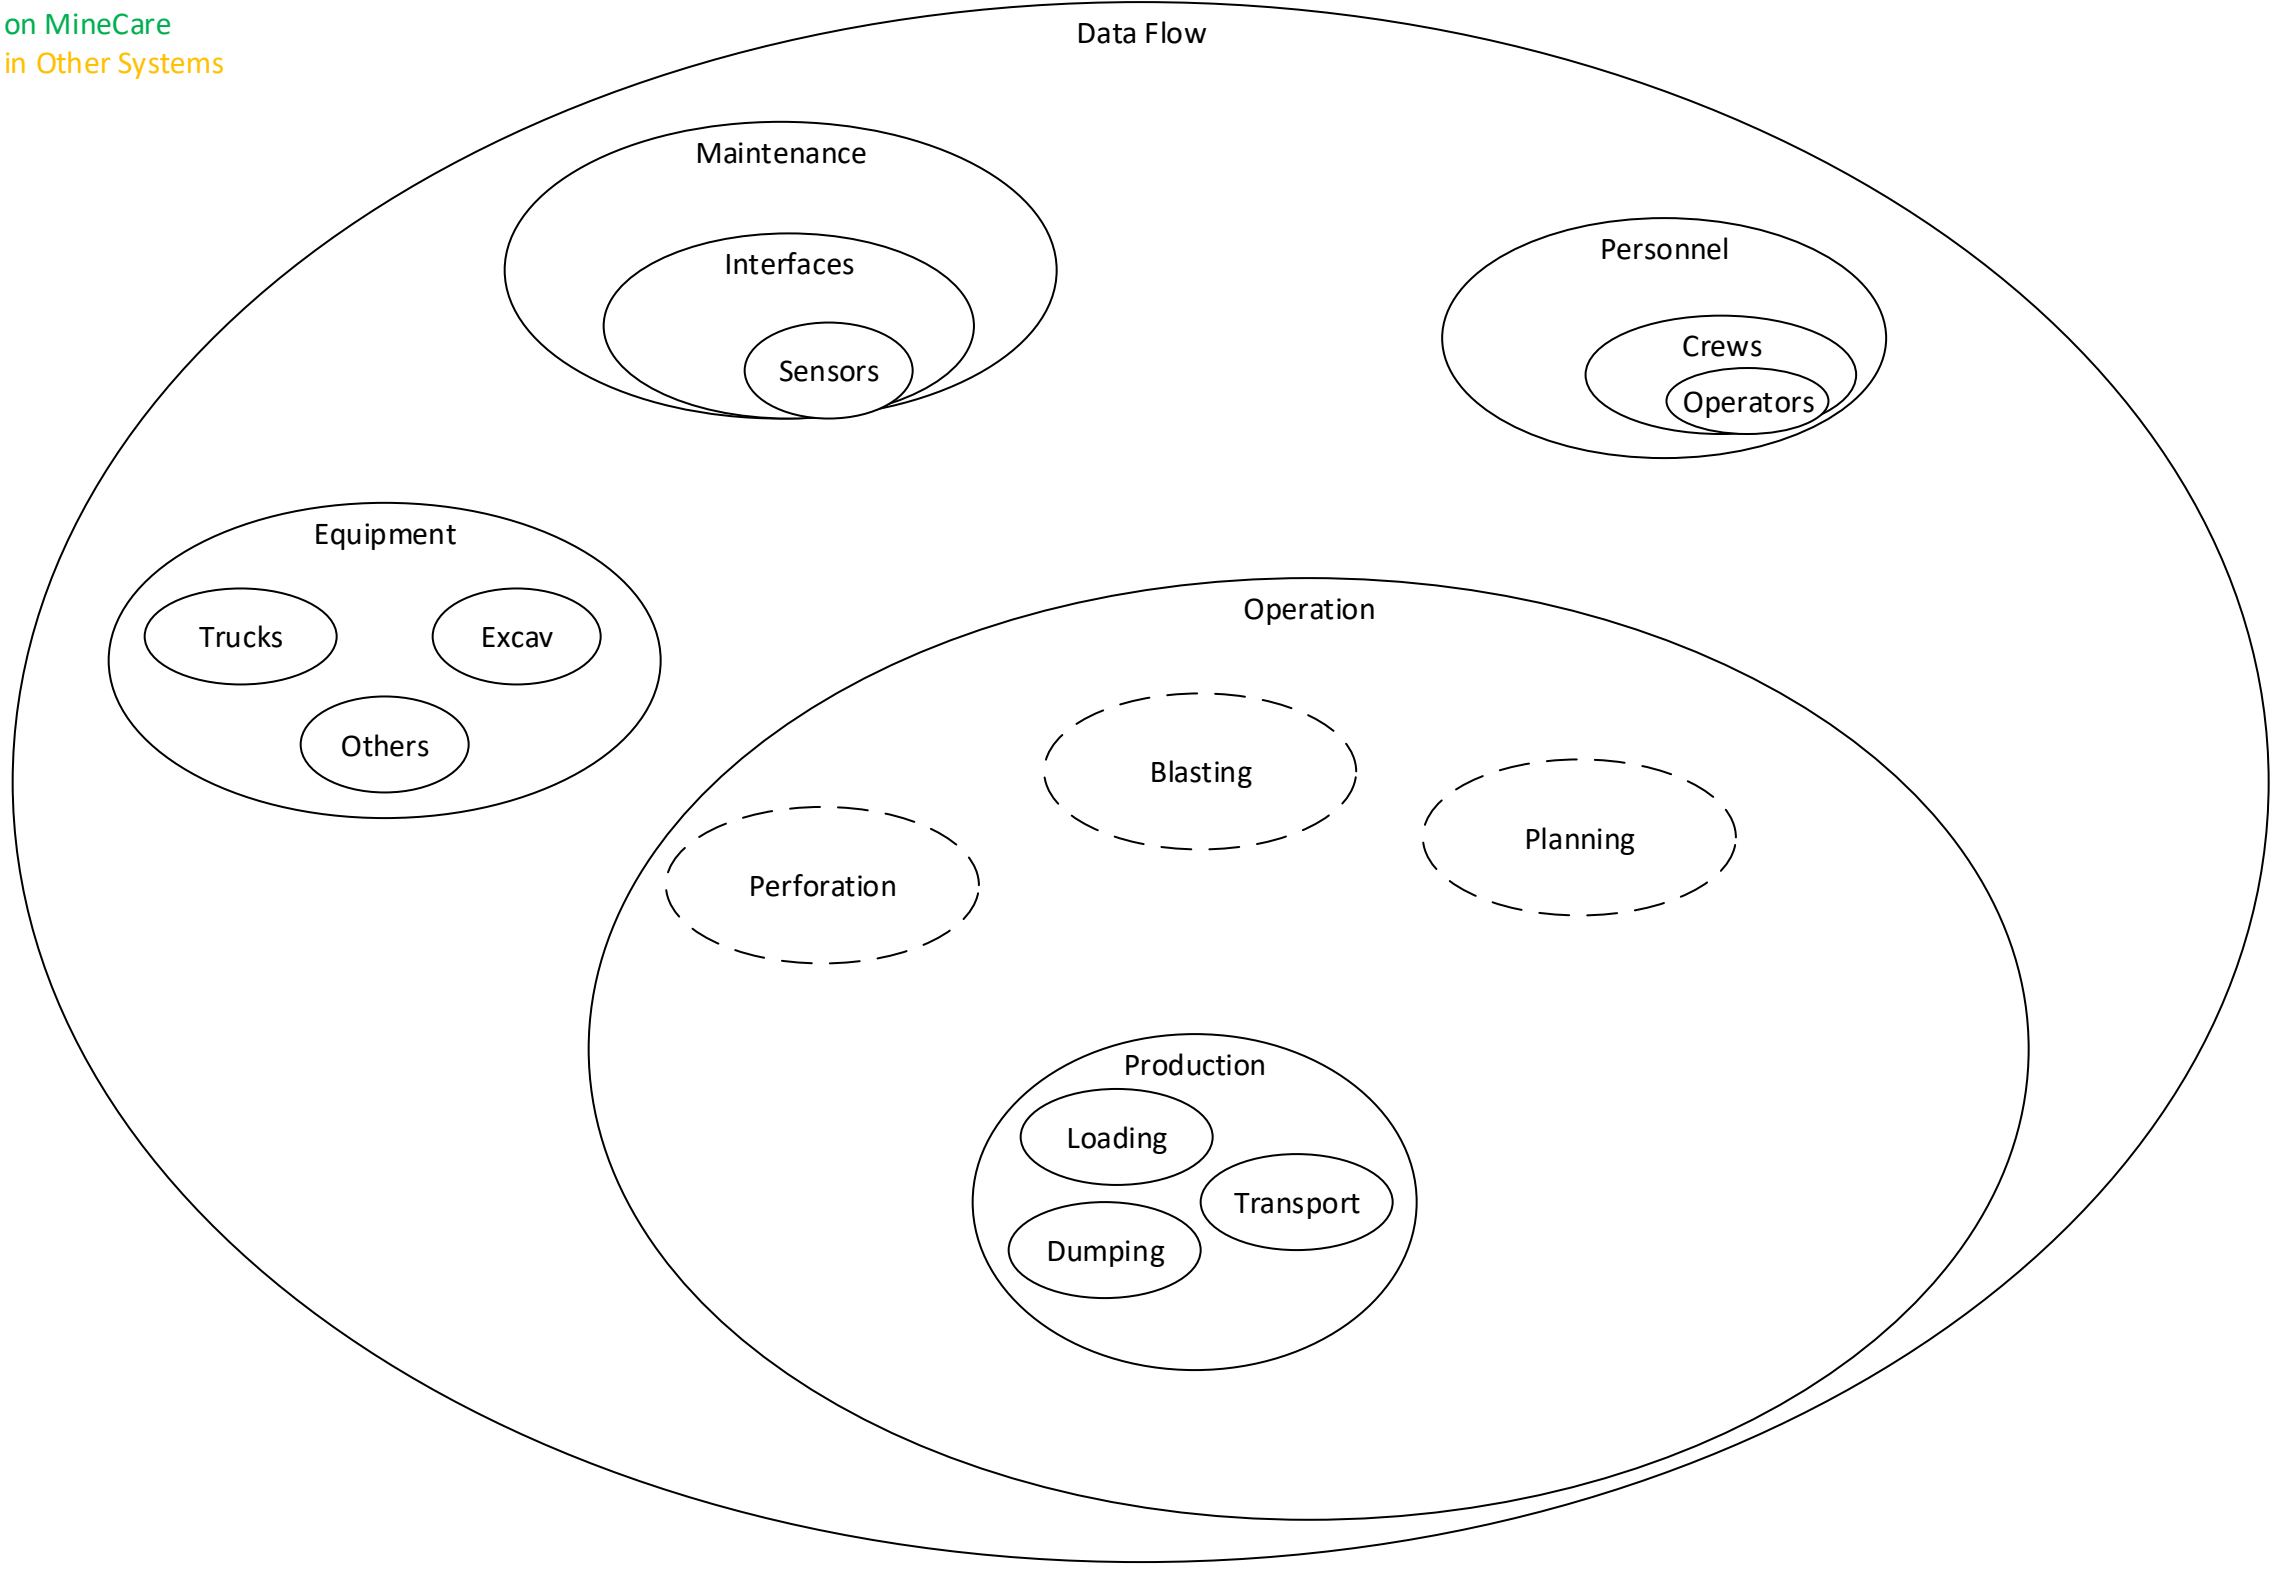 on MineCare
in Other Systems
Data Flow
Maintenance
Interfaces
Sensors
Personnel
Crews
Operators
Equipment
Trucks
Excav
Others
Operation
Blasting
Planning
Perforation
Production
Loading
Transport
Dumping